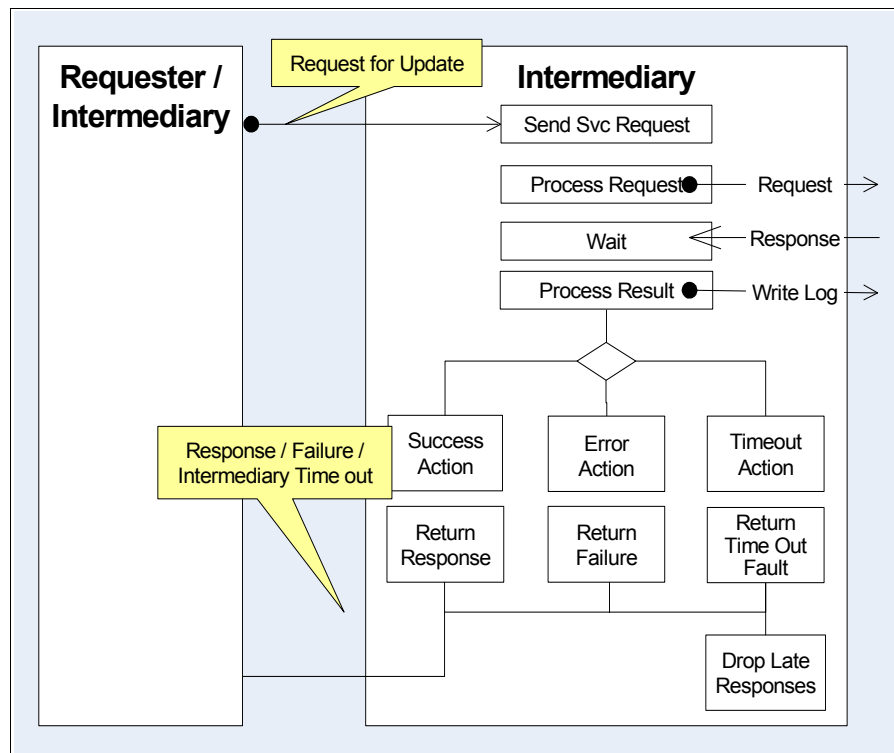 Requester /
Intermediary
Request for Update
Intermediary
Send Svc Request
Process Request
Request
Wait
Response
Process Result
Write Log
Success
Action
Error
Action
Timeout
Action
Response / Failure /
Intermediary Time out
Return
Response
Return
Failure
Return
Time Out
Fault
Drop Late
Responses